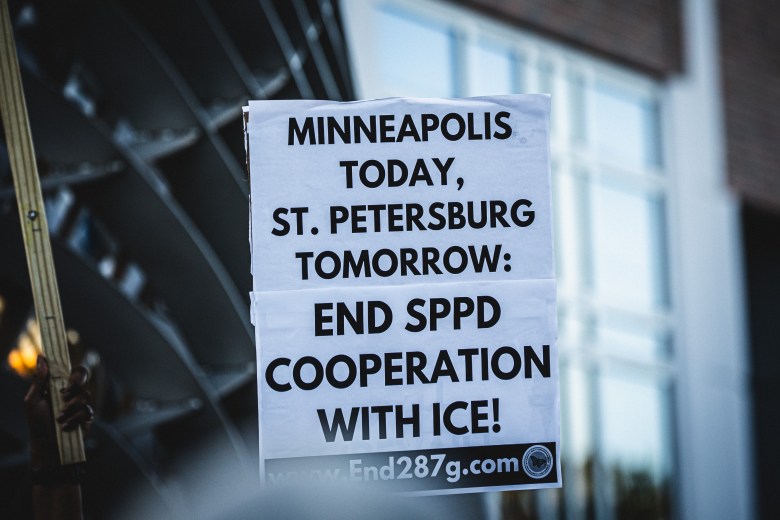 MINNEAPOLIS
TODAY,
ST. PETERSBURG
TOMORROW:
END SPPD
COOPERATION
WITH ICE!
www.End287g.com